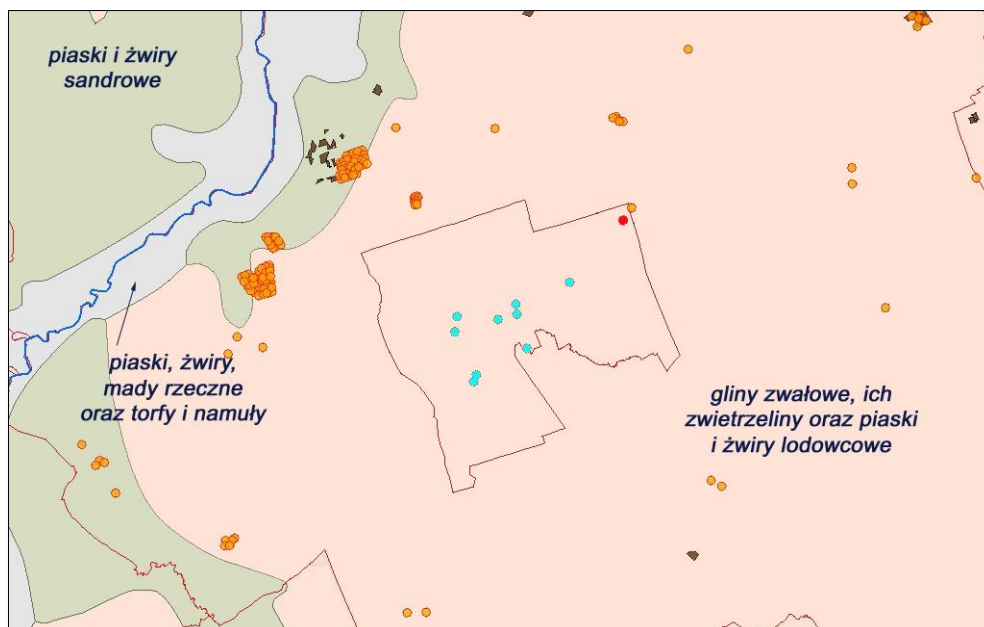 piaski i żwiry
sandrowe
piaski, żwiry,
mady rzeczne
oraz torfy i namuły
gliny zwałowe, ich
zwietrzeliny oraz piaski
i żwiry lodowcowe